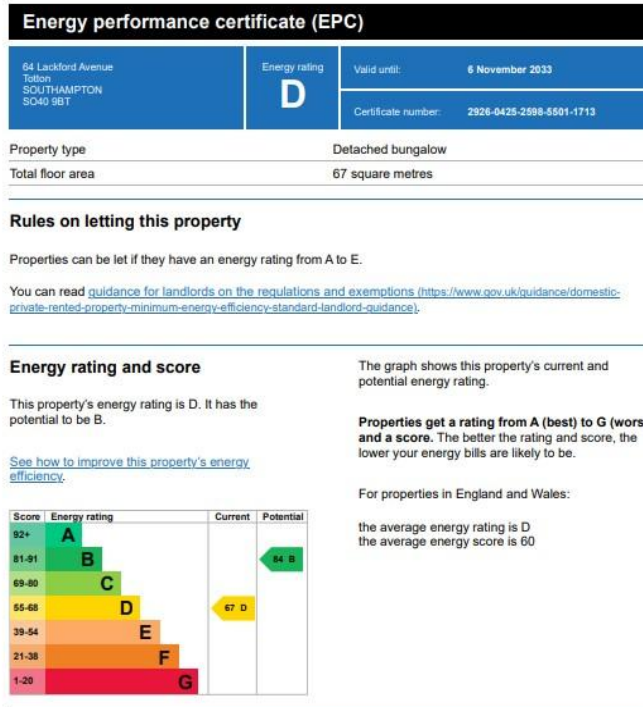 Energy performance certificate (EPC)
64 Lackford Avenue
Totton
SOUTHAMPTON
SO40 9BT
Energy rating
D
Valid until:
6 November 2033
Certificate number:
2926-0425-2598-5501-1713
Property type
Detached bungalow
Total floor area
67 square metres
Rules on letting this property
Properties can be let if they have an energy rating from A to E.
You can read guidance for landlords on the regulations and exemptions (https://www.gov.uk/guidance/domestic-
private-rented-property-minimum-energy-efficiency-standard-landlord-guidance).
Energy rating and score
This property's energy rating is D. It has the
potential to be B.
See how to improve this property's energy
efficiency.
Score Energy rating Current Potential
92+ A
81-91 B 84 B
69-80 C
55-68 D 67 D
39-54 E
21-38 F
1-20 G
The graph shows this property's current and
potential energy rating.
Properties get a rating from A (best) to G (wors
and a score. The better the rating and score, the
lower your energy bills are likely to be.
For properties in England and Wales:
the average energy rating is D
the average energy score is 60